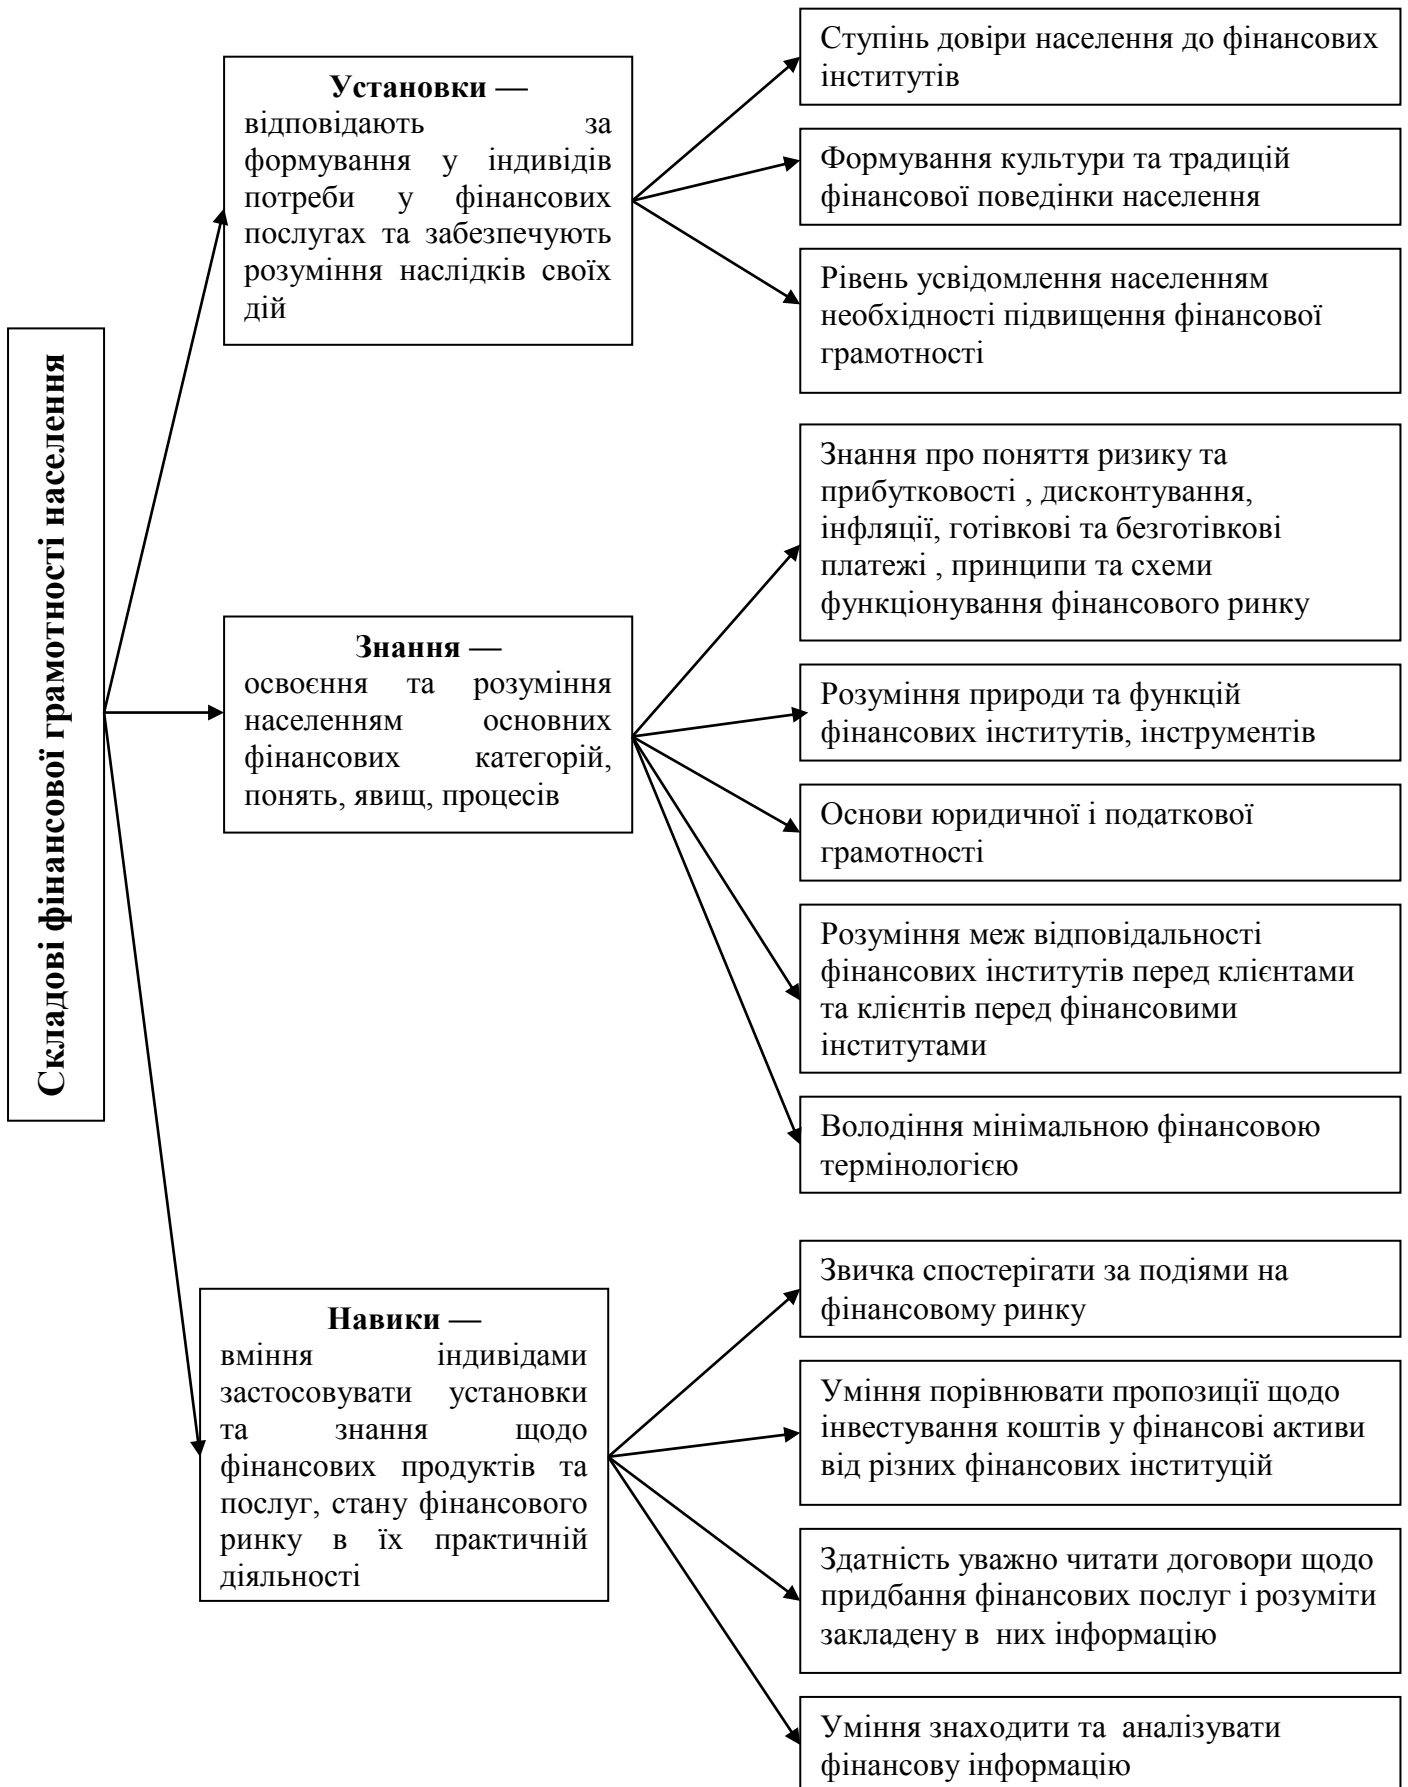 Складові фінансової грамотності населення
Установки —
відповідають за
формування у індивідів
потреби у фінансових
послугах та забезпечують
розуміння наслідків своїх
дій
Ступінь довіри населення до фінансових
інститутів
Формування культури та традицій
фінансової поведінки населення
Рівень усвідомлення населенням
необхідності підвищення фінансової
грамотності
Знання —
освоєння та розуміння
населенням основних
фінансових категорій,
понять, явищ, процесів
Знання про поняття ризику та
прибутковості , дисконтування,
інфляції, готівкові та безготівкові
платежі , принципи та схеми
функціонування фінансового ринку
Розуміння природи та функцій
фінансових інститутів, інструментів
Основи юридичної і податкової
грамотності
Розуміння меж відповідальності
фінансових інститутів перед клієнтами
та клієнтів перед фінансовими
інститутами
Володіння мінімальною фінансовою
термінологією
Навики —
вміння індивідами
застосовувати установки
та знання щодо
фінансових продуктів та
послуг, стану фінансового
ринку в їх практичній
діяльності
Звичка спостерігати за подіями на
фінансовому ринку
Уміння порівнювати пропозиції щодо
інвестування коштів у фінансові активи
від різних фінансових інституцій
Здатність уважно читати договори щодо
придбання фінансових послуг і розуміти
закладену в них інформацію
Уміння знаходити та аналізувати
фінансову інформацію